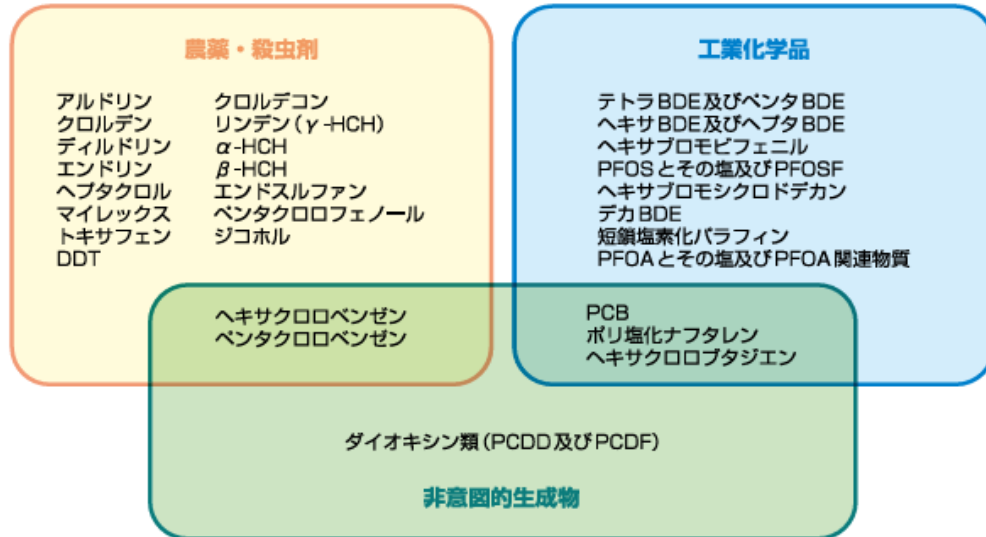 農薬・殺虫剤
アルドリン
クロルデン
ディルドリン
エンドリン
ヘプタクロル
マイレックス
トキサフェン
DDT
クロルデコン
リンデン(γ-HCH)
α-HCH
β-HCH
エンドスルファン
ペンタクロロフェノール
ジコホル
工業化学品
テトラBDE及びペンタBDE
ヘキサBDE及びヘプタBDE
ヘキサブロモビフェニル
PFOSとその塩及びPFOSF
ヘキサブロモシクロドデカン
デカBDE
短鎖塩素化パラフィン
PFOAとその塩及びPFOA関連物質
ヘキサクロロベンゼン
ペンタクロロベンゼン
PCB
ポリ塩化ナフタレン
ヘキサクロロブタジエン
ダイオキシン類(PCDD及びPCDF)
非意図的生成物